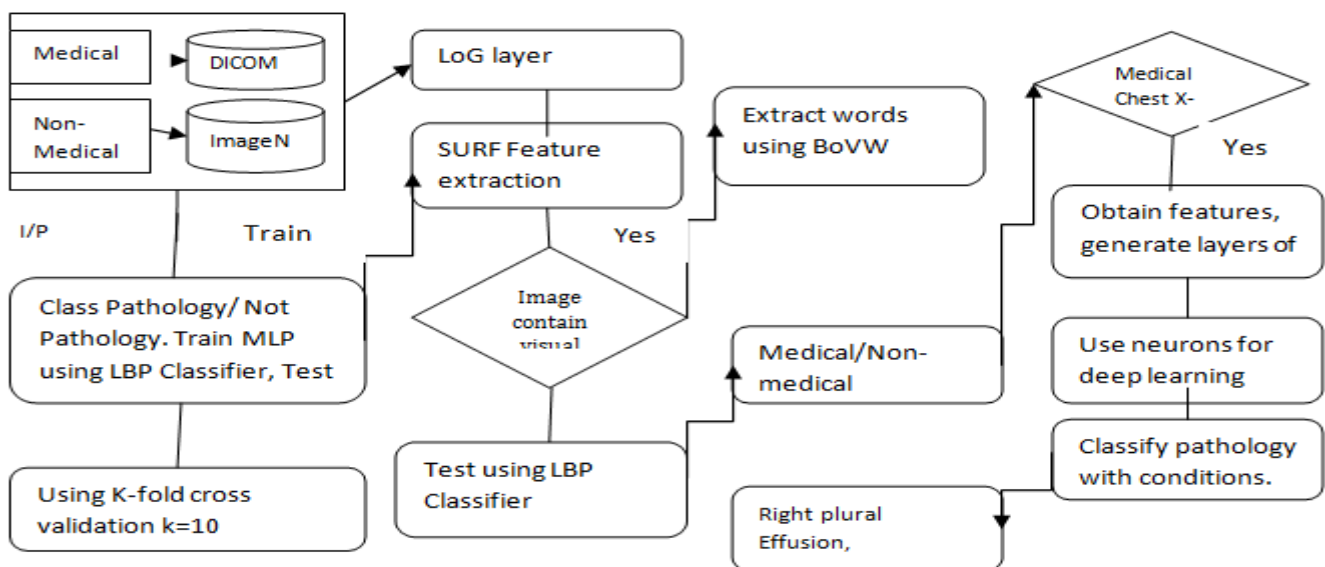 Medical
DICOM
Non-
Medical
ImageN
I/P
Train
Class Pathology/ Not
Pathology. Train MLP
using LBP Classifier, Test
Using K-fold cross
validation k=10
LoG layer
SURF Feature
extraction
Yes
Image
contain
visual
Test using LBP
Classifier
Extract words
using BoVW
Medical/Non-
medical
Medical
Chest X-
Yes
Obtain features,
generate layers of
Use neurons for
deep learning
Classify pathology
with conditions.
Right plural
Effusion,